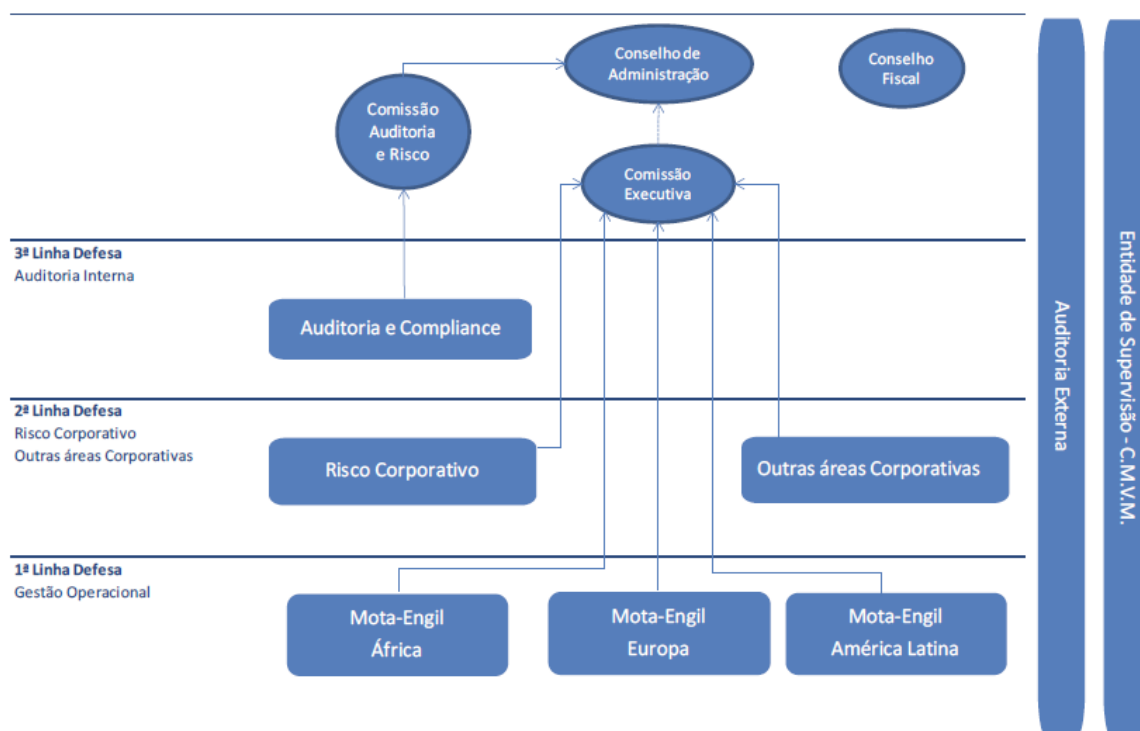 Conselho de
Administração
Conselho
Fiscal
Comissão
Auditoria
e Risco
Comissão
Executiva
3ª Linha Defesa
Auditoria Interna
Auditoria e Compliance
2ª Linha Defesa
Risco Corporativo
Outras áreas Corporativas
Risco Corporativo
Outras áreas Corporativas
1ª Linha Defesa
Gestão Operacional
Mota-Engil
África
Mota-Engil
Europa
Mota-Engil
América Latina
Auditoria Externa
Entidade de Supervisão - C.M.V.M.